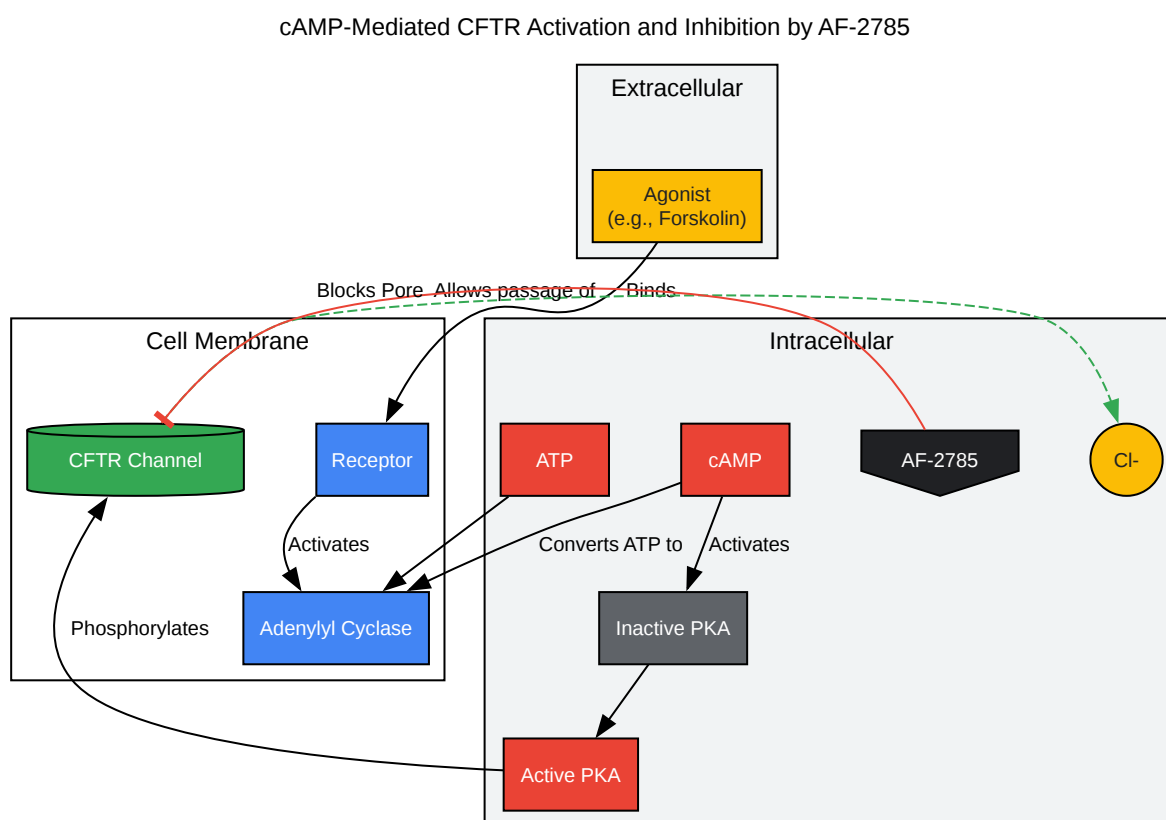 cAMP-Mediated CFTR Activation and Inhibition by AF-2785
Extracellular
Agonist
(e.g., Forskolin)
Blocks Pore
Allows passage of
Binds
Cell Membrane
Intracellular
CFTR Channel
Receptor
ATP
cAMP
AF-2785
Cl-
Activates
Converts ATP to
Activates
Phosphorylates
Adenylyl Cyclase
Inactive PKA
Active PKA